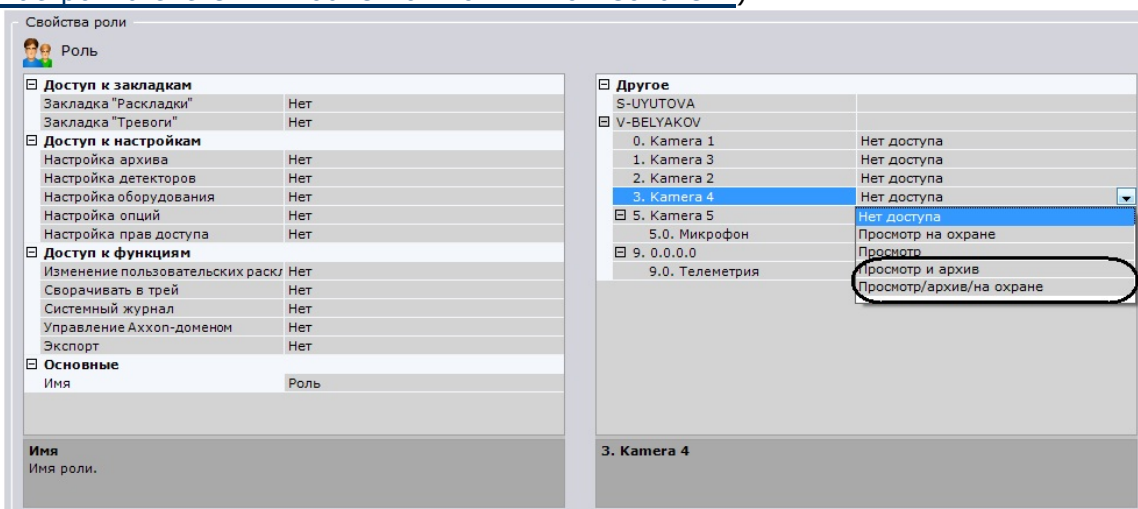 Свойства роли
Роль
Доступ к закладкам
Закладка "Раскладки" Нет
Закладка "Тревоги" Нет
Доступ к настройкам
Настройка архива Нет
Настройка детекторов Нет
Настройка оборудования Нет
Настройка опций Нет
Настройка прав доступа Нет
Доступ к функциям
Изменение пользовательских раскл Нет
Сворачивать в трей Нет
Системный журнал Нет
Управление Axxon-доменом Нет
Экспорт Нет
Основные
Имя Роль
Имя
Имя роли.
Другое
S-UYUTOVA
V-BELYAKOV
0. Kamera 1 Нет доступа
1. Kamera 3 Нет доступа
2. Kamera 2 Нет доступа
3. Kamera 4 Нет доступа
5. Kamera 5 Нет доступа
5.0. Микрофон Просмотр на охране
9. 0.0.0.0 Просмотр
9.0. Телеметрия Просмотр и архив
Просмотр/архив/на охране
3. Kamera 4